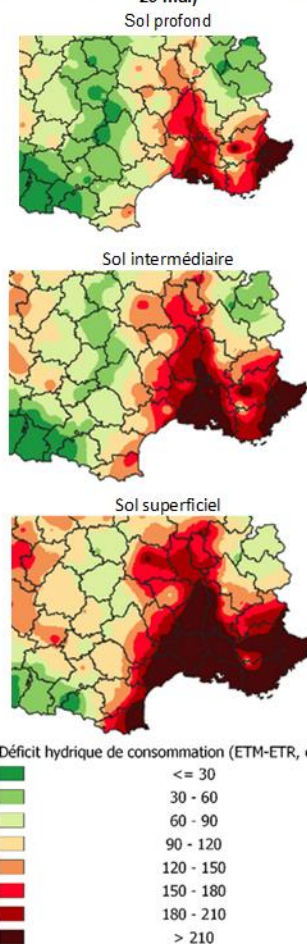 Sol profond
Sol intermédiaire
Sol superficiel
Déficit hydrique de consommation (ETM-ETR,
<= 30
30 - 60
60 - 90
90 - 120
120 - 150
150 - 180
180 - 210
> 210